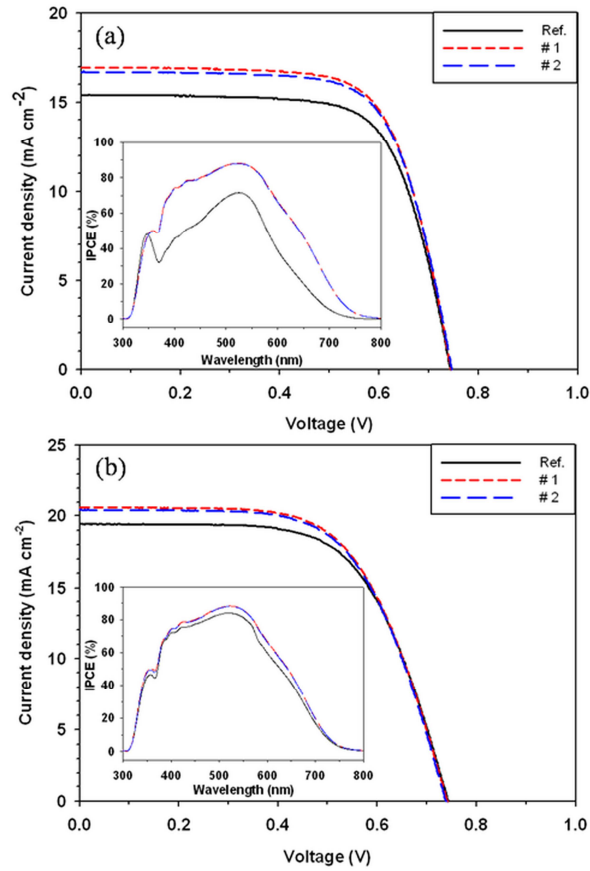 (a)
Ref.
# 1
# 2
20
15
10
5
0
Current density (mA cm-2)
0.0 0.2 0.4 0.6 0.8 1.0
Voltage (V)
100
80
60
40
20
0
IPCE (%)
300 400 500 600 700 800
Wavelength (nm)
(b)
Ref.
# 1
# 2
25
20
15
10
5
0
Current density (mA cm-2)
0.0 0.2 0.4 0.6 0.8 1.0
Voltage (V)
100
80
60
40
20
0
IPCE (%)
300 400 500 600 700 800
Wavelength (nm)